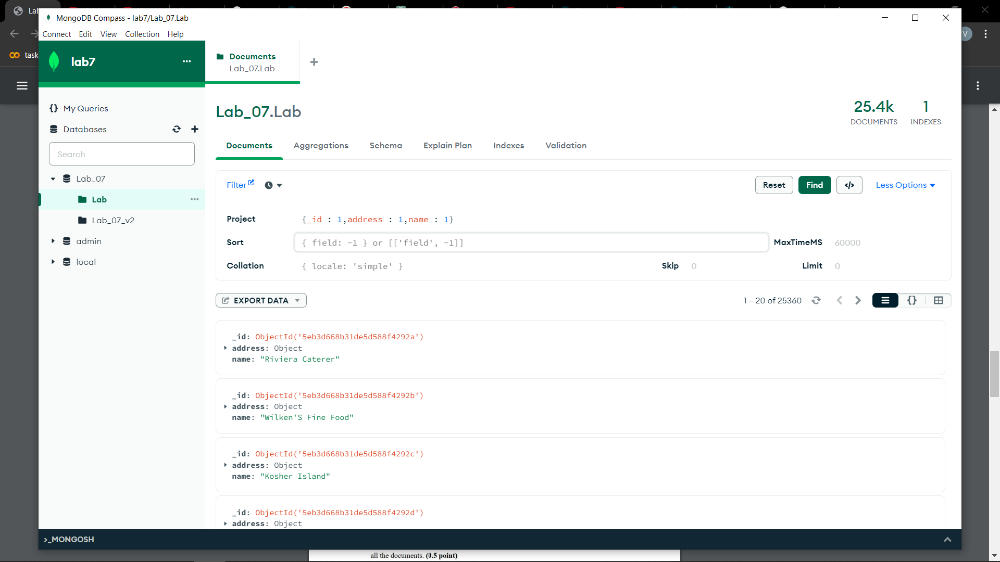 Lab
MongoDB Compass - lab7/Lab_07.Lab
Connect Edit View Collection Help
V
task
lab7
Documents
Lab_07.Lab
My Queries
Databases
Search
Lab_07
Lab
Lab_07_v2
admin
local
Lab_07.Lab
25.4k
DOCUMENTS
1
INDEXES
Documents Aggregations Schema Explain Plan Indexes Validation
Filter
Reset Find </> Less Options
Project {_id : 1,address : 1,name : 1}
Sort { field: -1 } or [['field', -1]] MaxTimeMS 60000
Collation { locale: 'simple' } Skip 0 Limit 0
EXPORT DATA 1 – 20 of 25360 {}
_id: ObjectId('5eb3d668b31de5d588f4292a')
address: Object
name: "Riviera Caterer"
_id: ObjectId('5eb3d668b31de5d588f4292b')
address: Object
name: "Wilken'S Fine Food"
_id: ObjectId('5eb3d668b31de5d588f4292c')
address: Object
name: "Kosher Island"
_id: ObjectId('5eb3d668b31de5d588f4292d')
address: Object
>_MONGOSH
all the documents. (0.5 point)